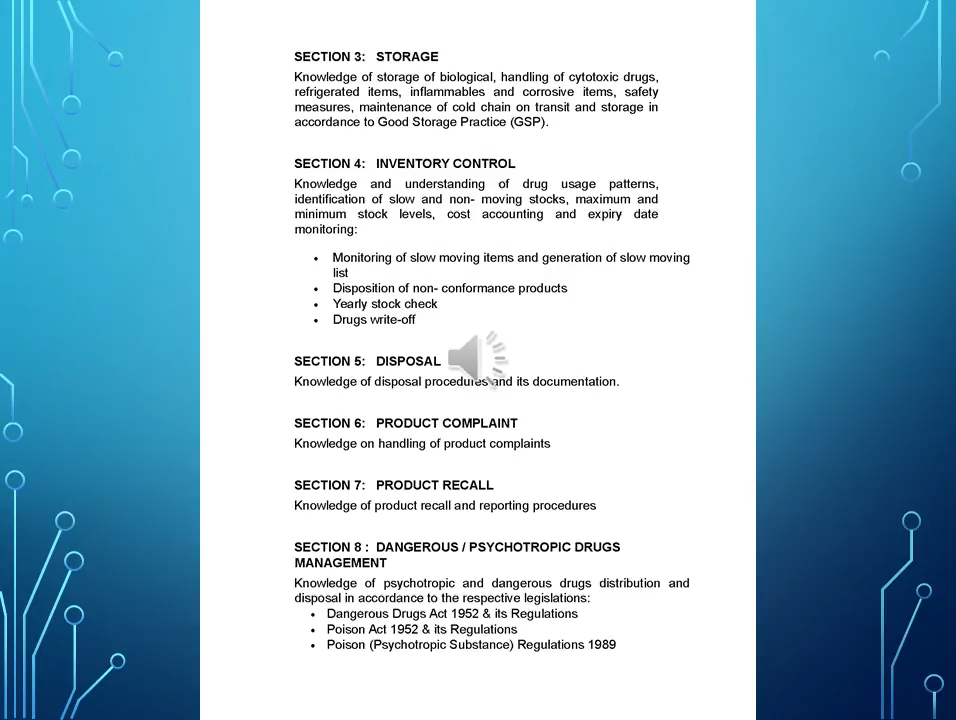 SECTION 3: STORAGE
Knowledge of storage of biological, handling of cytotoxic drugs,
refrigerated items, inflammables and corrosive items, safety
measures, maintenance of cold chain on transit and storage in
accordance to Good Storage Practice (GSP).
SECTION 4: INVENTORY CONTROL
Knowledge and understanding of drug usage patterns,
identification of slow and non- moving stocks, maximum and
minimum stock levels, cost accounting and expiry date
monitoring:
• Monitoring of slow moving items and generation of slow moving
list
• Disposition of non- conformance products
• Yearly stock check
• Drugs write-off
SECTION 5: DISPOSAL
Knowledge of disposal procedures and its documentation.
SECTION 6: PRODUCT COMPLAINT
Knowledge on handling of product complaints
SECTION 7: PRODUCT RECALL
Knowledge of product recall and reporting procedures
SECTION 8 : DANGEROUS / PSYCHOTROPIC DRUGS
MANAGEMENT
Knowledge of psychotropic and dangerous drugs distribution and
disposal in accordance to the respective legislations:
• Dangerous Drugs Act 1952 & its Regulations
• Poison Act 1952 & its Regulations
• Poison (Psychotropic Substance) Regulations 1989